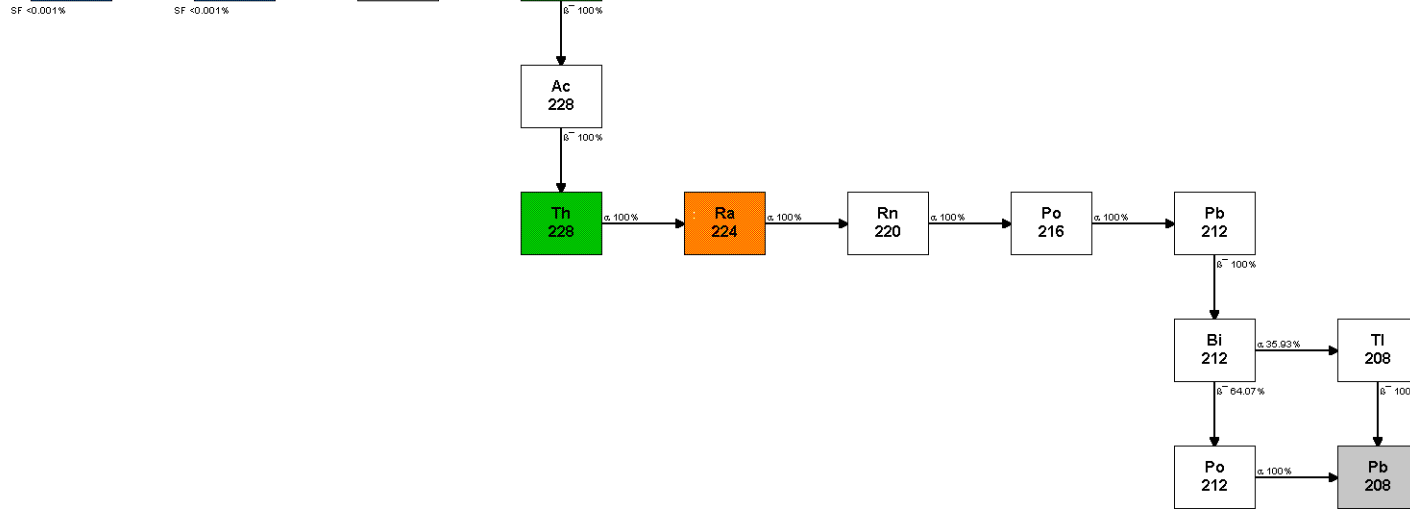 SF <0.001%
SF <0.001%
ß¯ 100%
Ac
228
ß¯ 100%
Th
228
α 100%
Ra
224
α 100%
Rn
220
α 100%
Po
216
α 100%
Pb
212
ß¯ 100%
Bi
212
α 35.93%
Tl
208
ß¯ 64.07%
ß¯ 100
Po
212
α 100%
Pb
208